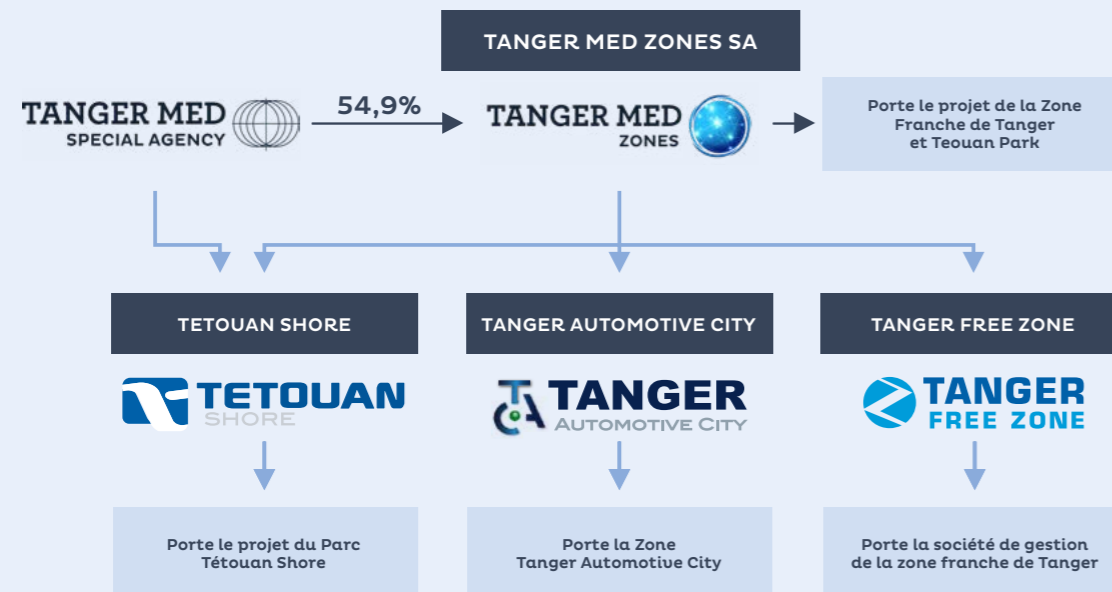 TANGER MED ZONES SA
TANGER MED
SPECIAL AGENCY
54,9%
TANGER MED
ZONES
Porte le projet de la Zone
Franche de Tanger
et Teouan Park
TETOUAN SHORE
TANGER AUTOMOTIVE CITY
TANGER FREE ZONE
TETOUAN
SHORE
TANGER
AUTOMOTIVE CITY
TANGER
FREE ZONE
Porte le projet du Parc
Tétouan Shore
Porte la Zone
Tanger Automotive City
Porte la société de gestion
de la zone franche de Tanger